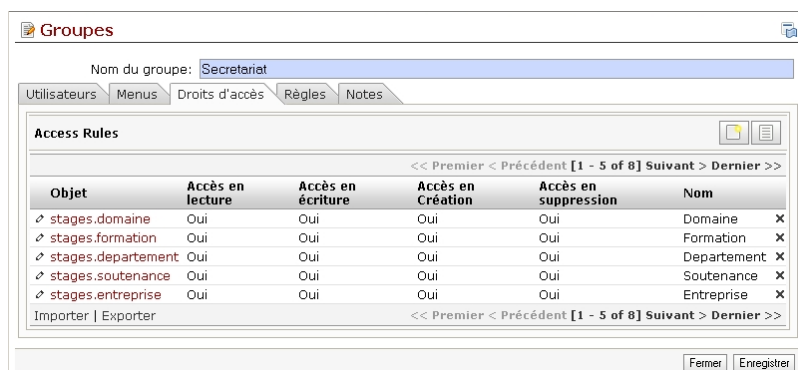 Groupes
Nom du groupe: Secretariat
Utilisateurs Menus Droits d'accès Règles Notes
Access Rules
<< Premier < Précédent [1 - 5 of 8] Suivant > Dernier >>
Objet Accès en lecture Accès en écriture Accès en Création Accès en suppression Nom
stages.domaine Oui Oui Oui Oui Domaine
stages.formation Oui Oui Oui Oui Formation
stages.departement Oui Oui Oui Oui Departement
stages.soutenance Oui Oui Oui Oui Soutenance
stages.entreprise Oui Oui Oui Oui Entreprise
Importer | Exporter << Premier < Précédent [1 - 5 of 8] Suivant > Dernier >>
Fermer Enregistrer